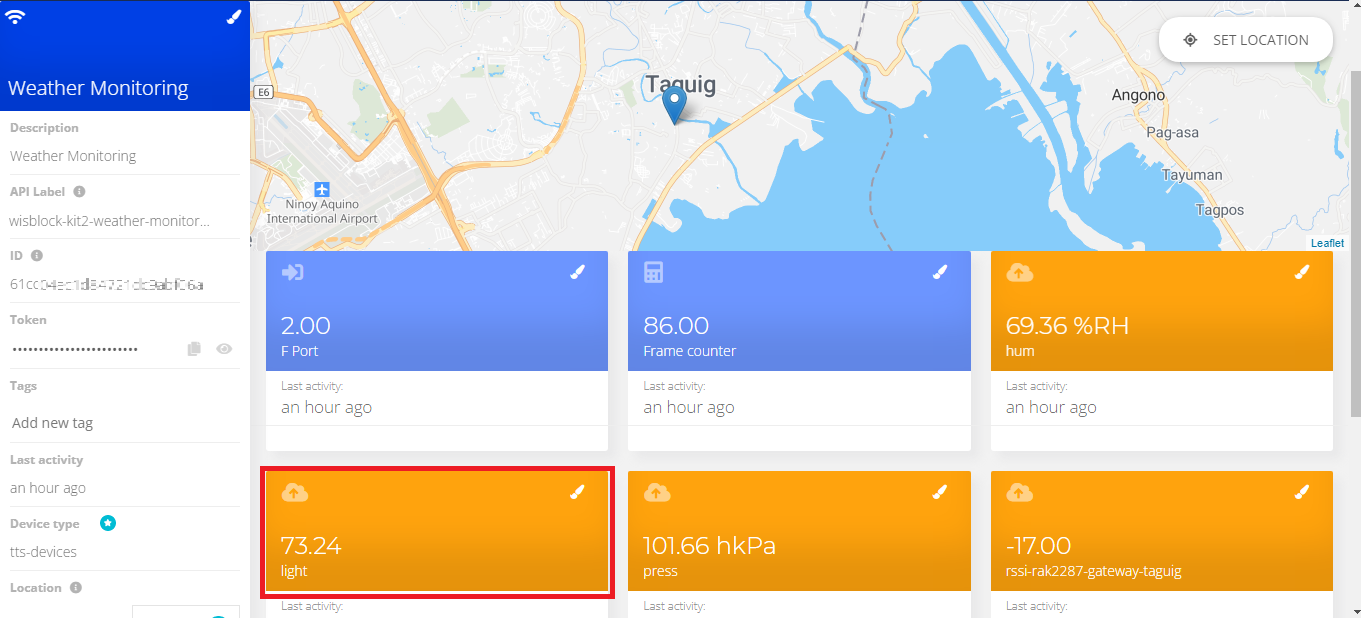 Weather Monitoring
Description
Weather Monitoring
API Label
wisblock-kit2-weather-monitor...
ID
Token
•••••••••••••••••••••••
Tags
Add new tag
Last activity
an hour ago
Device type
tts-devices
Location
SET LOCATION
Taguig
E6
Angono
Pag-asa
Tayuman
Tagpos
Ninoy Aquino
International Airport
Leaflet
2.00
F Port
Last activity:
an hour ago
86.00
Frame counter
Last activity:
an hour ago
69.36 %RH
hum
Last activity:
an hour ago
73.24
light
Last activity:
101.66 hkPa
press
Last activity:
-17.00
rssi-rak2287-gateway-taguig
Last activity: